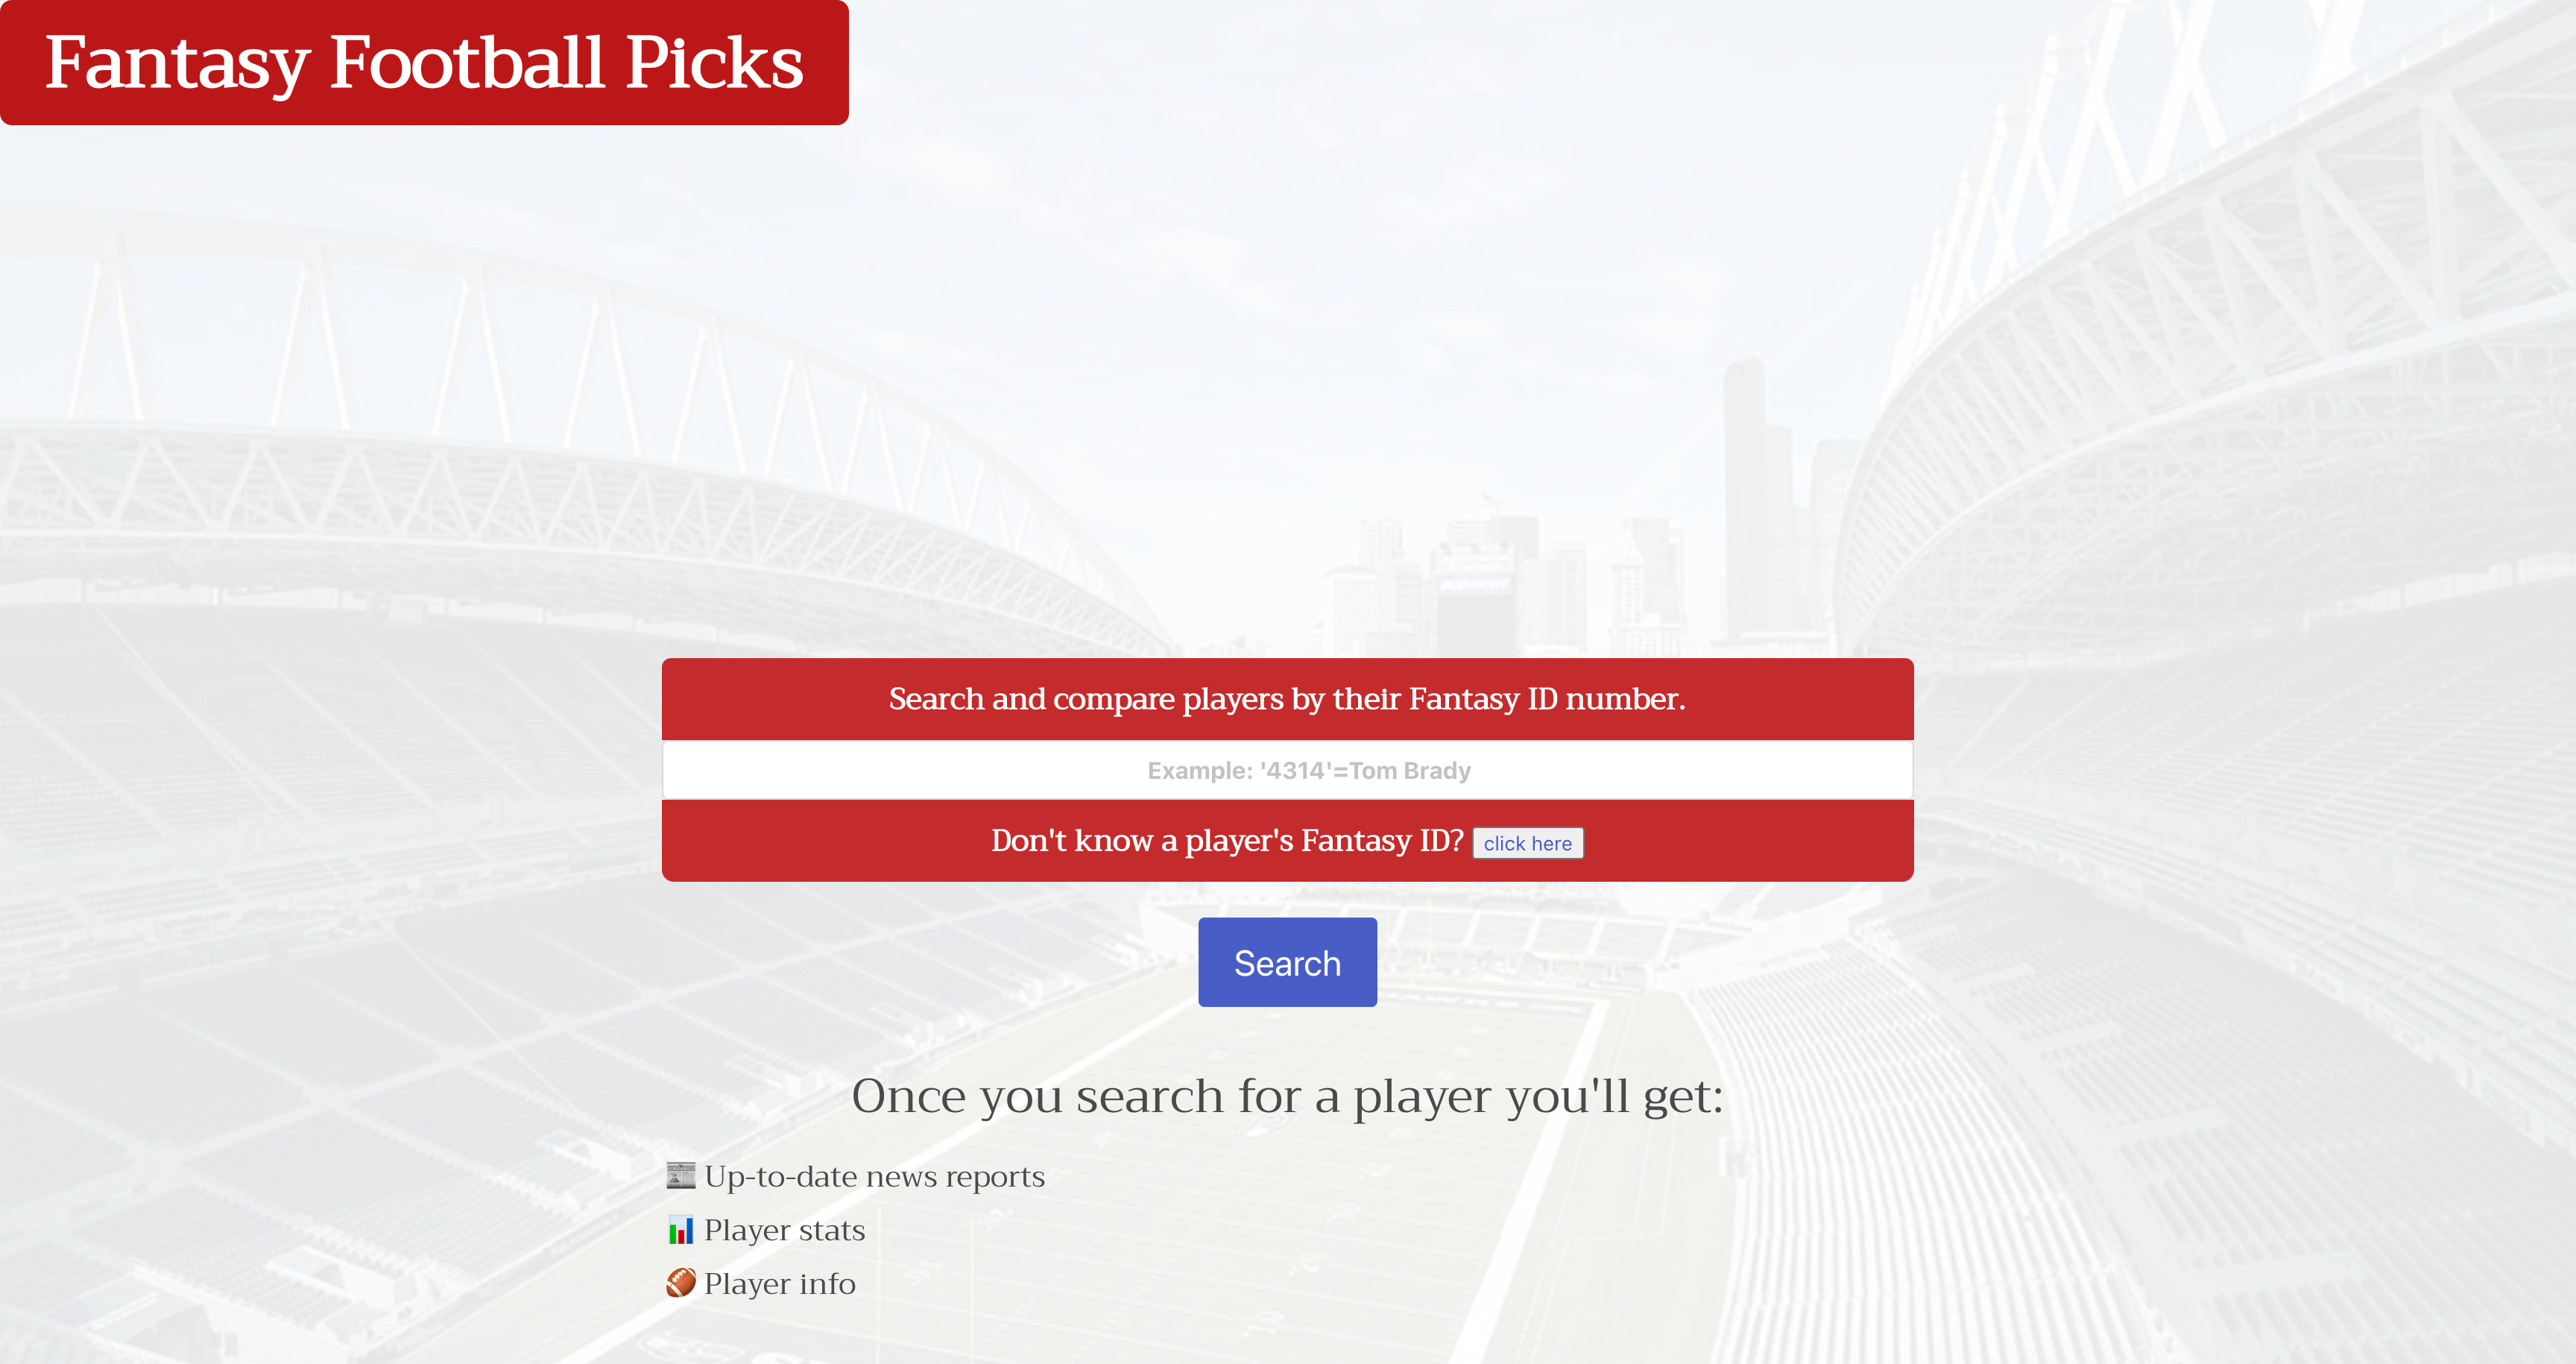 Fantasy Football Picks
BUD LIGHT
Search and compare players by their Fantasy ID number.
Example: '4314'=Tom Brady
Don't know a player's Fantasy ID? click here
Search
Once you search for a player you'll get:
Up-to-date news reports
Player stats
Player info